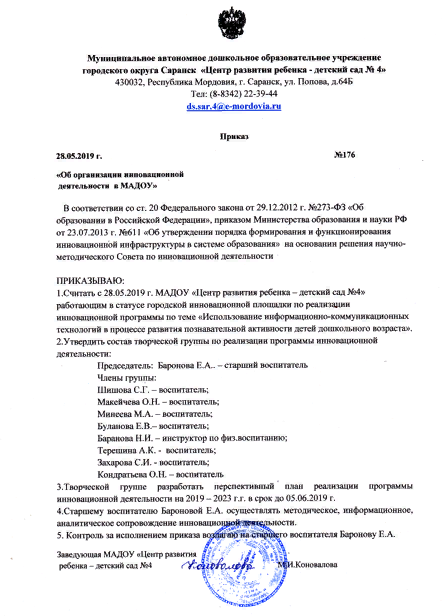 Муниципальное автономное дошкольное образовательное учреждение
городского округа Саранск «Центр развития ребенка - детский сад № 4»
430032, Республика Мордовия, г. Саранск, ул. Попова, д.64Б
Тел: (8-8342) 22-39-44
ds.sar.4@e-mordovia.ru
Приказ
28.05.2019 г. №176
«Об организации инновационной
деятельности в МАДОУ»
В соответствии со ст. 20 Федерального закона от 29.12.2012 г. №273-ФЗ «Об
образовании в Российской Федерации», приказом Министерства образования и науки РФ
от 23.07.2013 г. №611 «Об утверждении порядка формирования и функционирования
инновационной инфраструктуры в системе образования» на основании решения научно-
методического Совета по инновационной деятельности
ПРИКАЗЫВАЮ:
1.Считать с 28.05.2019 г. МАДОУ «Центр развития ребенка – детский сад №4»
работающим в статусе городской инновационной площадки по реализации
инновационной программы по теме «Использование информационно-коммуникационных
технологий в процессе развития познавательной активности детей дошкольного возраста».
2.Утвердить состав творческой группы по реализации программы инновационной
деятельности:
Председатель: Баронова Е.А.. – старший воспитатель
Члены группы:
Шишова С.Г. – воспитатель;
Макейчева О.Н. – воспитатель;
Минеева М.А. – воспитатель;
Буланова Е.В.– воспитатель;
Баранова Н.И. – инструктор по физ.воспитанию;
Терешина А.К. - воспитатель;
Захарова С.И. - воспитатель;
Кондратьева О.Н. – воспитатель
3.Творческой группе разработать перспективный план реализации программы
инновационной деятельности на 2019 – 2023 г.г. в срок до 05.06.2019 г.
4.Старшему воспитателю Бароновой Е.А. осуществлять методическое, информационное,
аналитическое сопровождение инновационной деятельности.
5. Контроль за исполнением приказа возлагаю на старшего воспитателя Баронову Е.А.
Заведующая МАДОУ «Центр развития
ребенка – детский сад №4 Коновалова М.И.Коновалова